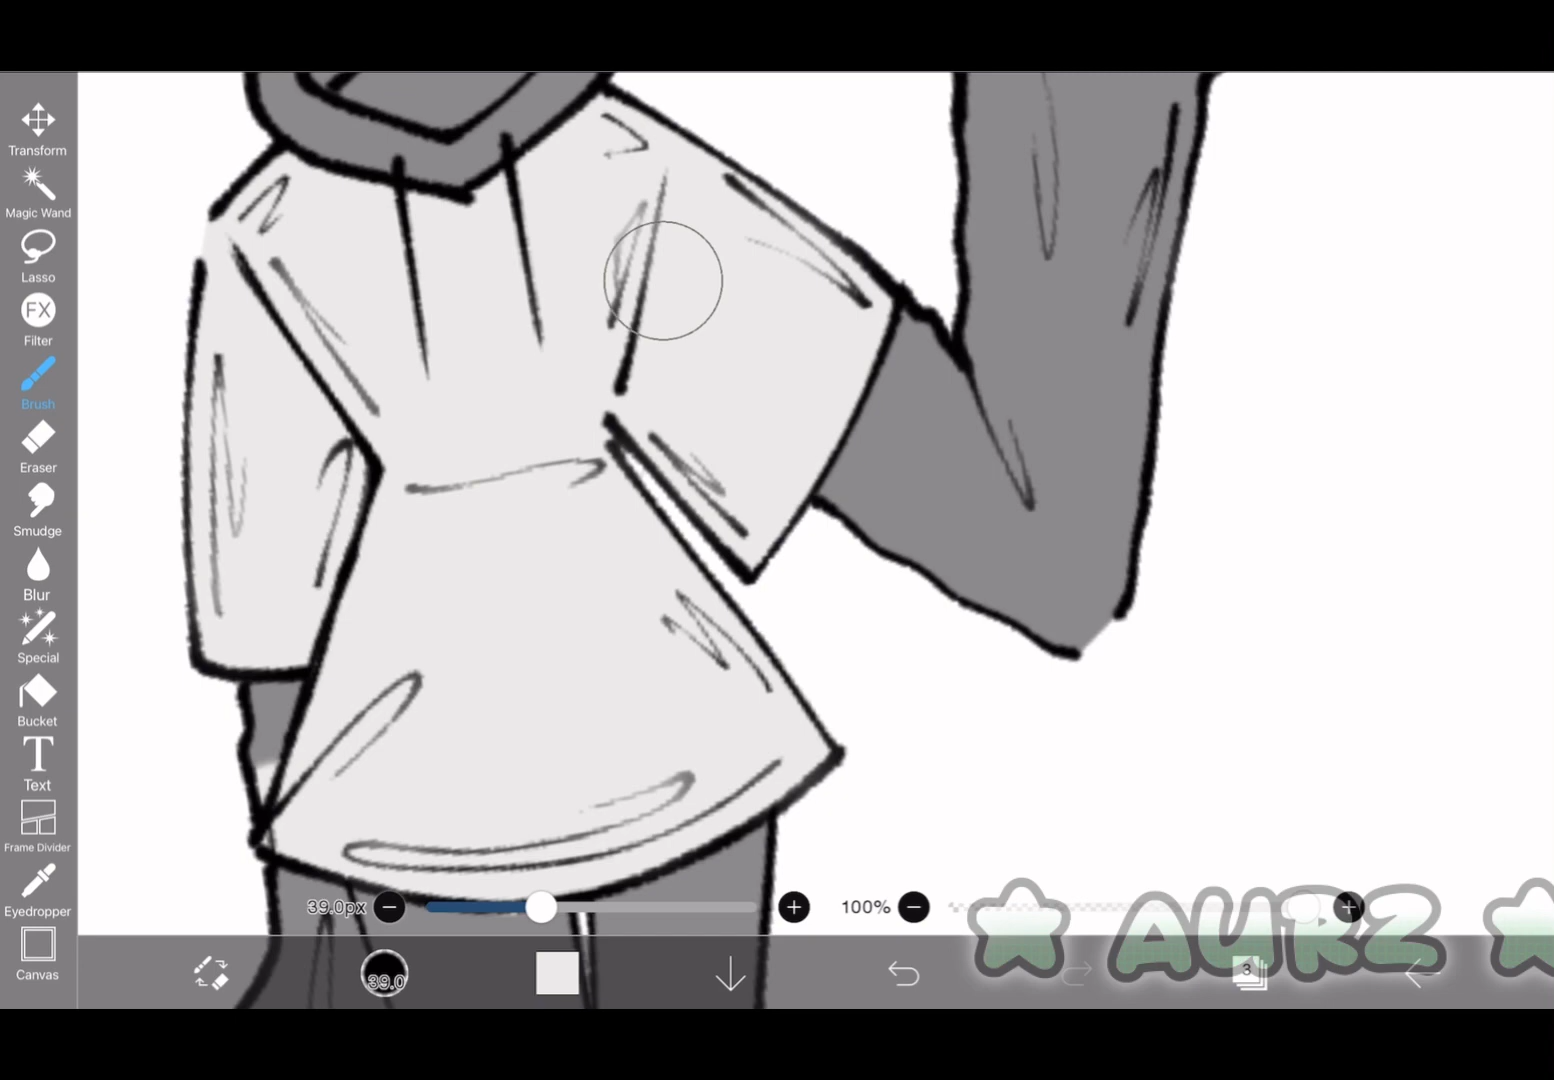 Transform
Magic Wand
Lasso
FX
Filter
Brush
Eraser
Smudge
Blur
Special
Bucket
T
Text
Frame Divider
Eyedropper
Canvas
39.0px
100%
39.0
3
AURZ